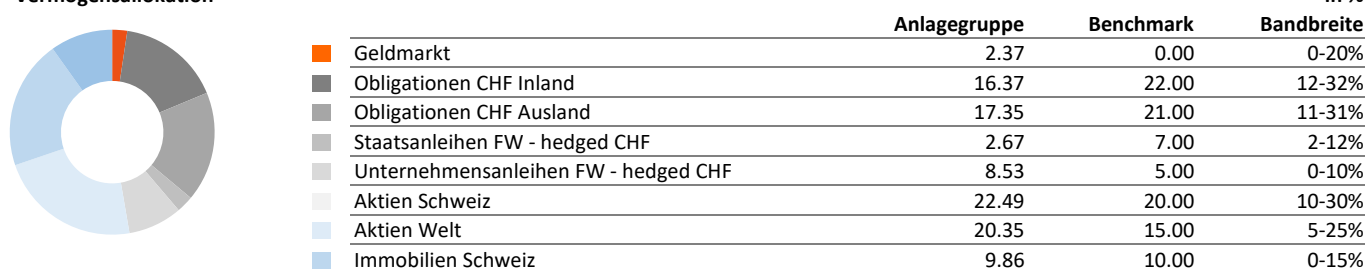 Vermögensallokation in %
Anlagegruppe Benchmark Bandbreite
Geldmarkt 2.37 0.00 0-20%
Obligationen CHF Inland 16.37 22.00 12-32%
Obligationen CHF Ausland 17.35 21.00 11-31%
Staatsanleihen FW - hedged CHF 2.67 7.00 2-12%
Unternehmensanleihen FW - hedged CHF 8.53 5.00 0-10%
Aktien Schweiz 22.49 20.00 10-30%
Aktien Welt 20.35 15.00 5-25%
Immobilien Schweiz 9.86 10.00 0-15%